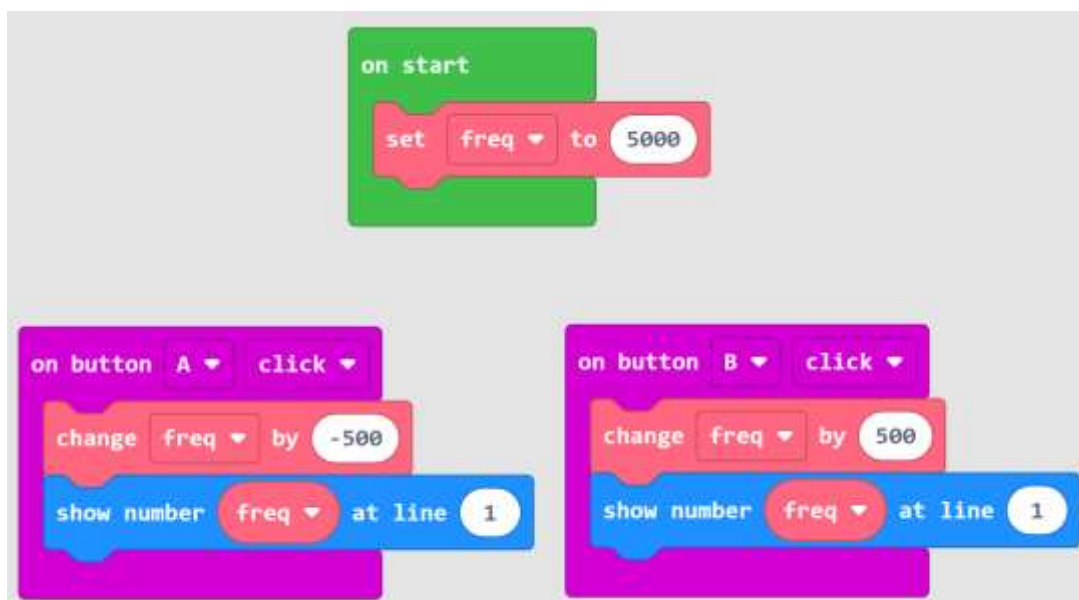 on start
set freq to 5000
on button A click
change freq by -500
show number freq at line 1
on button B click
change freq by 500
show number freq at line 1